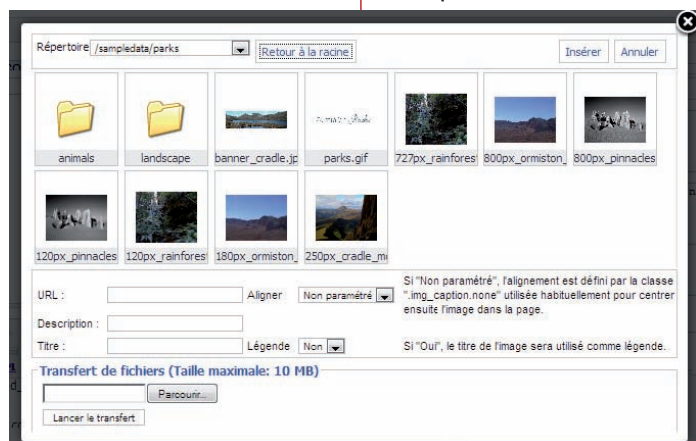 Répertoire /sampledata/parks Retour à la racine Insérer Annuler
animals landscape banner_cradle.jp parks.gif 727px_rainfores 800px_ormiston_ 800px_pinnacles
120px_pinnacles 120px_rainfores 180px_ormiston_ 250px_cradle_m
URL : Aligner Non paramétré
Si "Non paramétré", l'alignement est défini par la classe
".img_caption.none" utilisée habituellement pour centrer
ensuite l'image dans la page.
Description :
Titre : Légende Non Si "Oui", le titre de l'image sera utilisé comme légende.
Transfert de fichiers (Taille maximale: 10 MB)
Parcourir...
Lancer le transfert